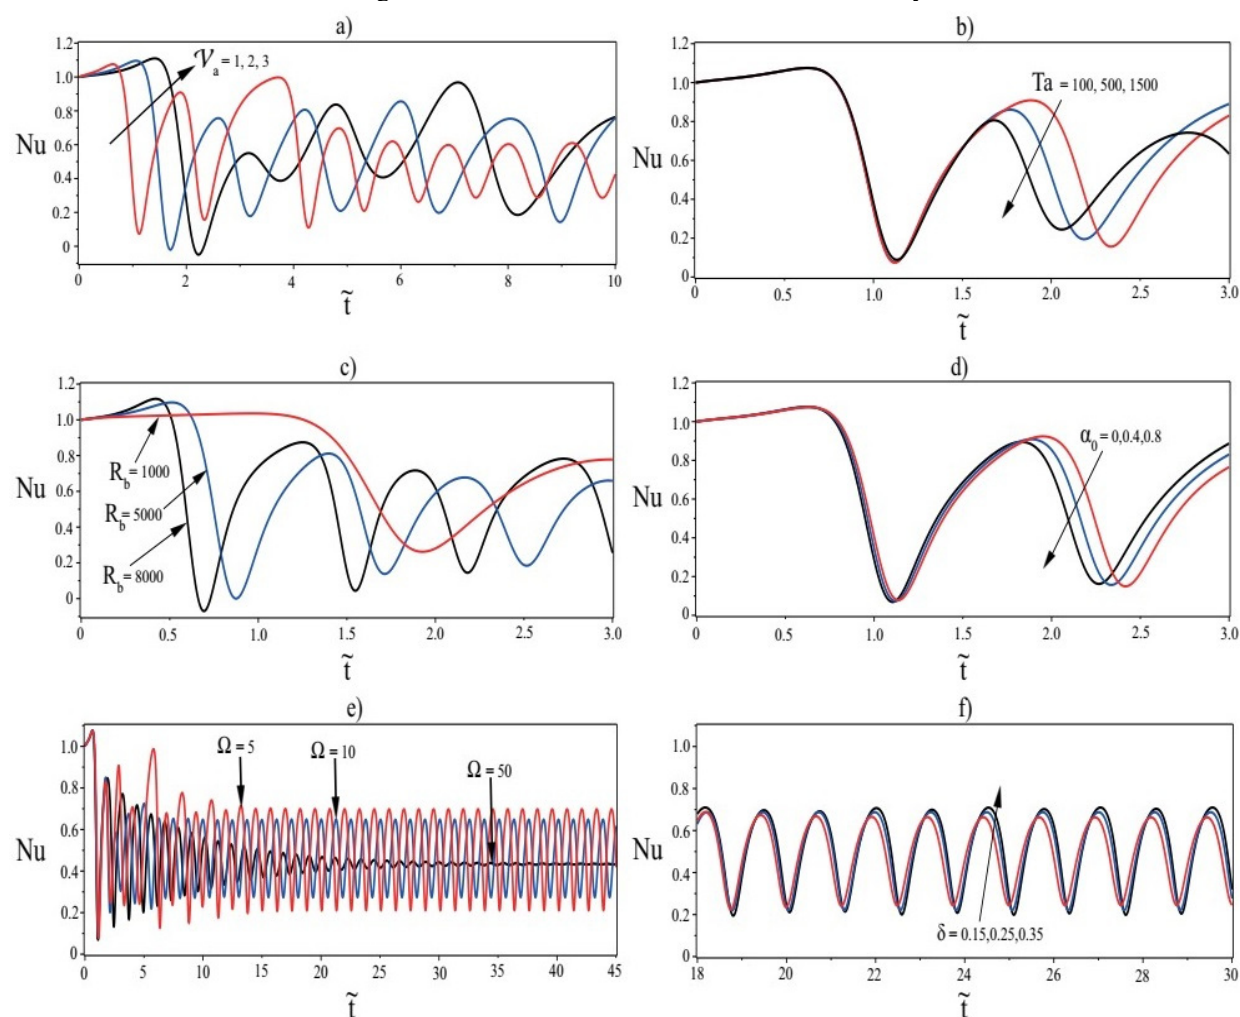 a)
1.2
1.0
0.8
0.6
0.4
0.2
0
Nu
𝒱a = 1, 2, 3
0 2 4 6 8 10
t̃
b)
1.2
1.0
0.8
0.6
0.4
0.2
0
Nu
Ta = 100, 500, 1500
0 0.5 1.0 1.5 2.0 2.5 3.0
t̃
c)
1.2
1.0
0.8
0.6
0.4
0.2
0
Nu
Rb = 1000
Rb = 5000
Rb = 8000
0 0.5 1.0 1.5 2.0 2.5 3.0
t̃
d)
1.2
1.0
0.8
0.6
0.4
0.2
0
Nu
α0 = 0,0.4,0.8
0 0.5 1.0 1.5 2.0 2.5 3.0
t̃
e)
1.0
0.8
0.6
0.4
0.2
0
Nu
Ω = 5
Ω = 10
Ω = 50
0 5 10 15 20 25 30 35 40 45
t̃
f)
1.0
0.8
0.6
0.4
0.2
0
Nu
δ = 0.15,0.25,0.35
18 20 22 24 26 28 30
t̃